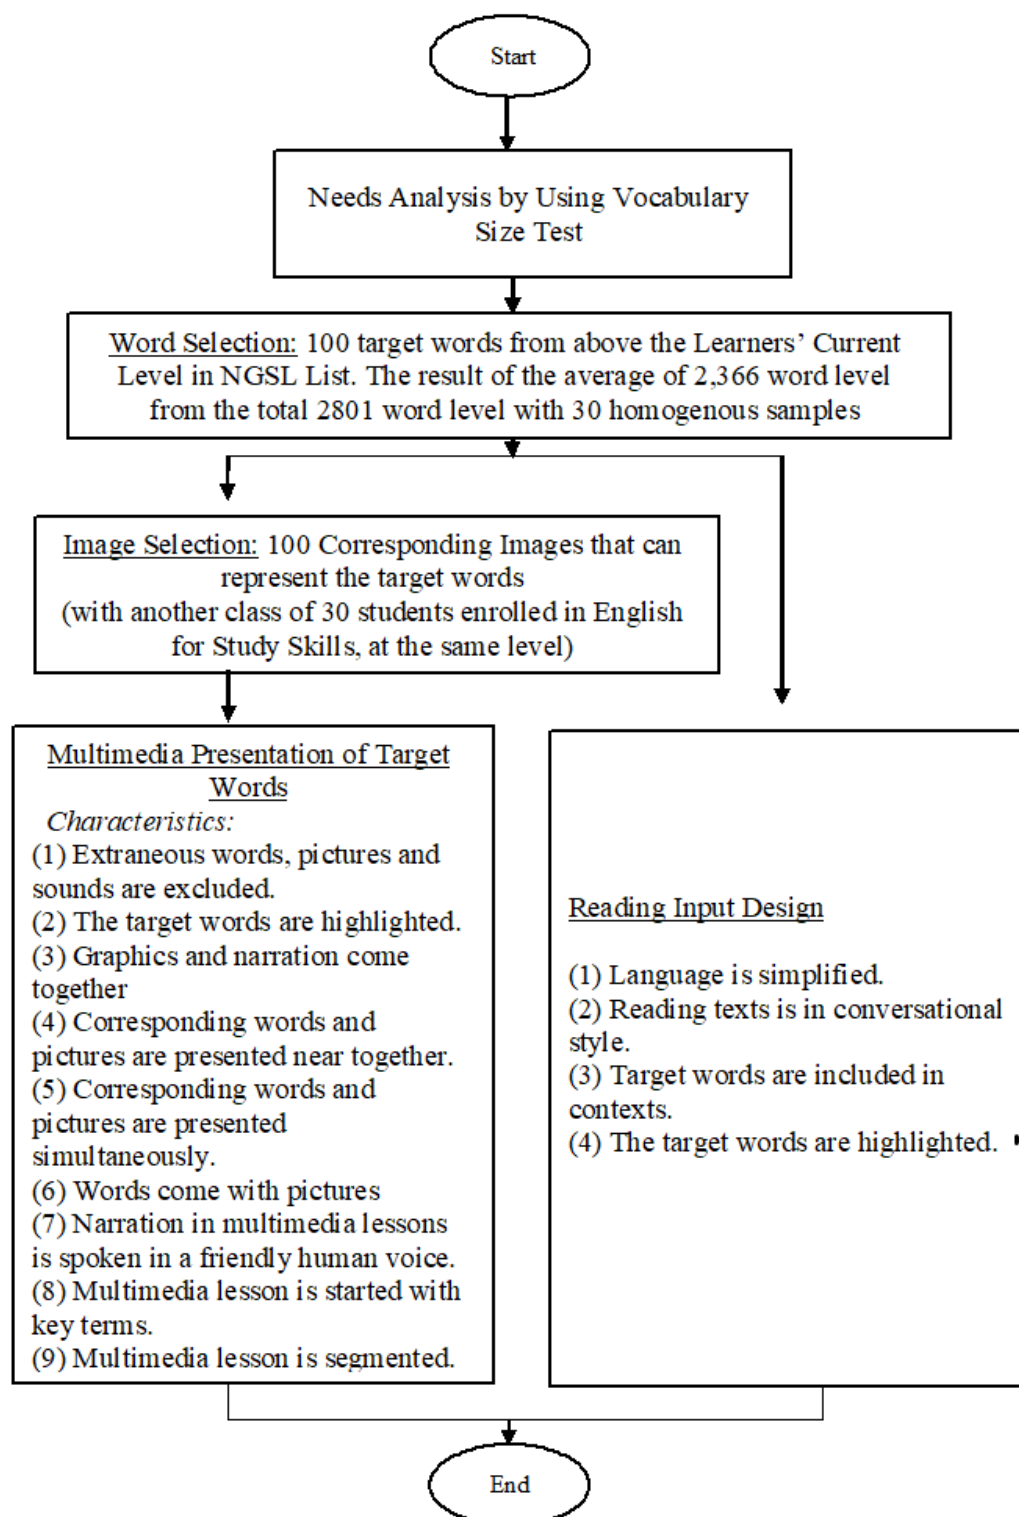 Start
Needs Analysis by Using Vocabulary
Size Test
Word Selection: 100 target words from above the Learners’ Current
Level in NGSL List. The result of the average of 2,366 word level
from the total 2801 word level with 30 homogenous samples
Image Selection: 100 Corresponding Images that can
represent the target words
(with another class of 30 students enrolled in English
for Study Skills, at the same level)
Multimedia Presentation of Target
Words
Characteristics:
(1) Extraneous words, pictures and
sounds are excluded.
(2) The target words are highlighted.
(3) Graphics and narration come
together
(4) Corresponding words and
pictures are presented near together.
(5) Corresponding words and
pictures are presented
simultaneously.
(6) Words come with pictures
(7) Narration in multimedia lessons
is spoken in a friendly human voice.
(8) Multimedia lesson is started with
key terms.
(9) Multimedia lesson is segmented.
Reading Input Design
(1) Language is simplified.
(2) Reading texts is in conversational
style.
(3) Target words are included in
contexts.
(4) The target words are highlighted.
End